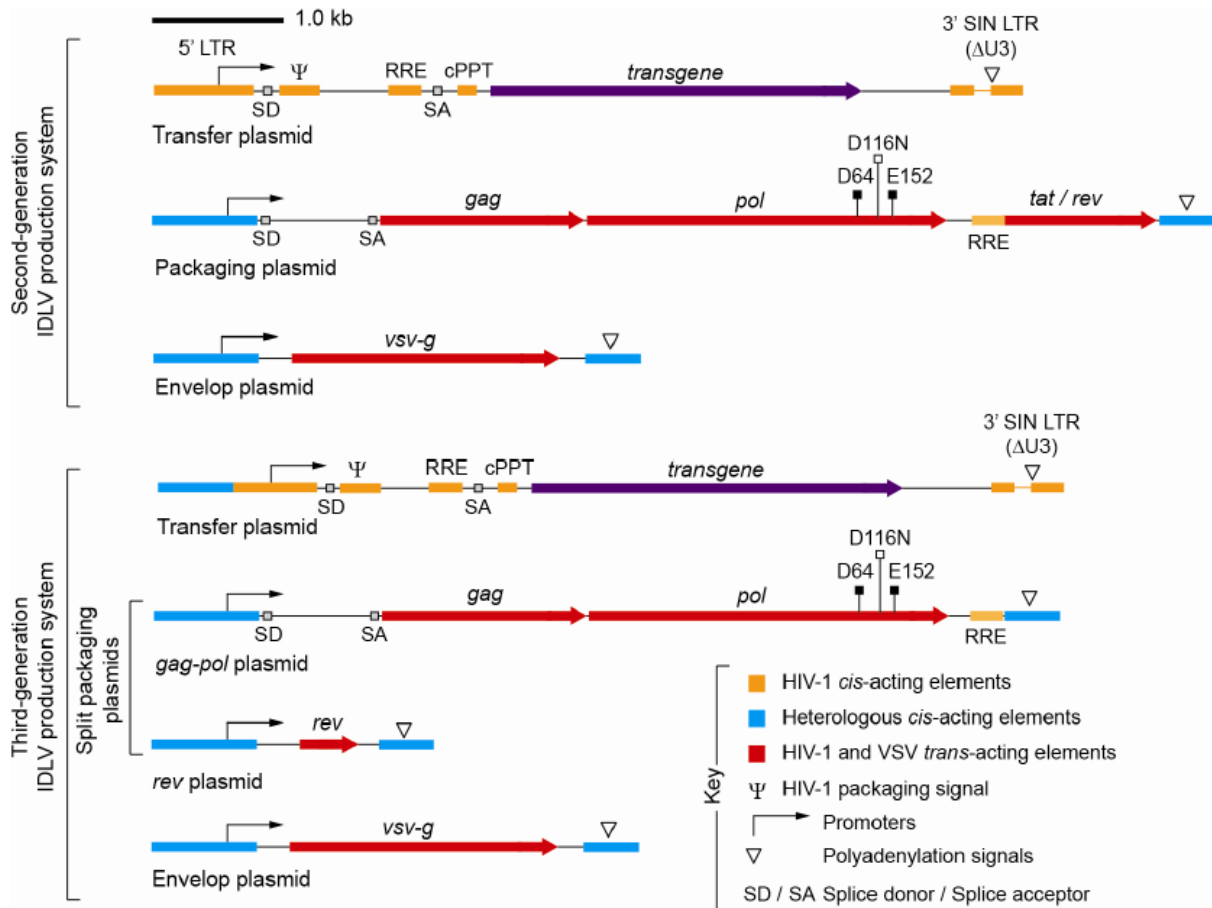 1.0 kb
Second-generation
IDLV production system
5' LTR
Ψ
RRE
cPPT
transgene
3' SIN LTR
(ΔU3)
SD
SA
Transfer plasmid
gag
pol
D64
D116N
E152
tat / rev
SD
SA
RRE
Packaging plasmid
vsv-g
Envelop plasmid
Third-generation
IDLV production system
Ψ
RRE
cPPT
transgene
3' SIN LTR
(ΔU3)
SD
SA
Transfer plasmid
Split packaging
plasmids
gag
pol
D64
D116N
E152
SD
SA
RRE
gag-pol plasmid
rev
rev plasmid
vsv-g
Envelop plasmid
Key
HIV-1 cis-acting elements
Heterologous cis-acting elements
HIV-1 and VSV trans-acting elements
Ψ HIV-1 packaging signal
Promoters
Polyadenylation signals
SD / SA Splice donor / Splice acceptor